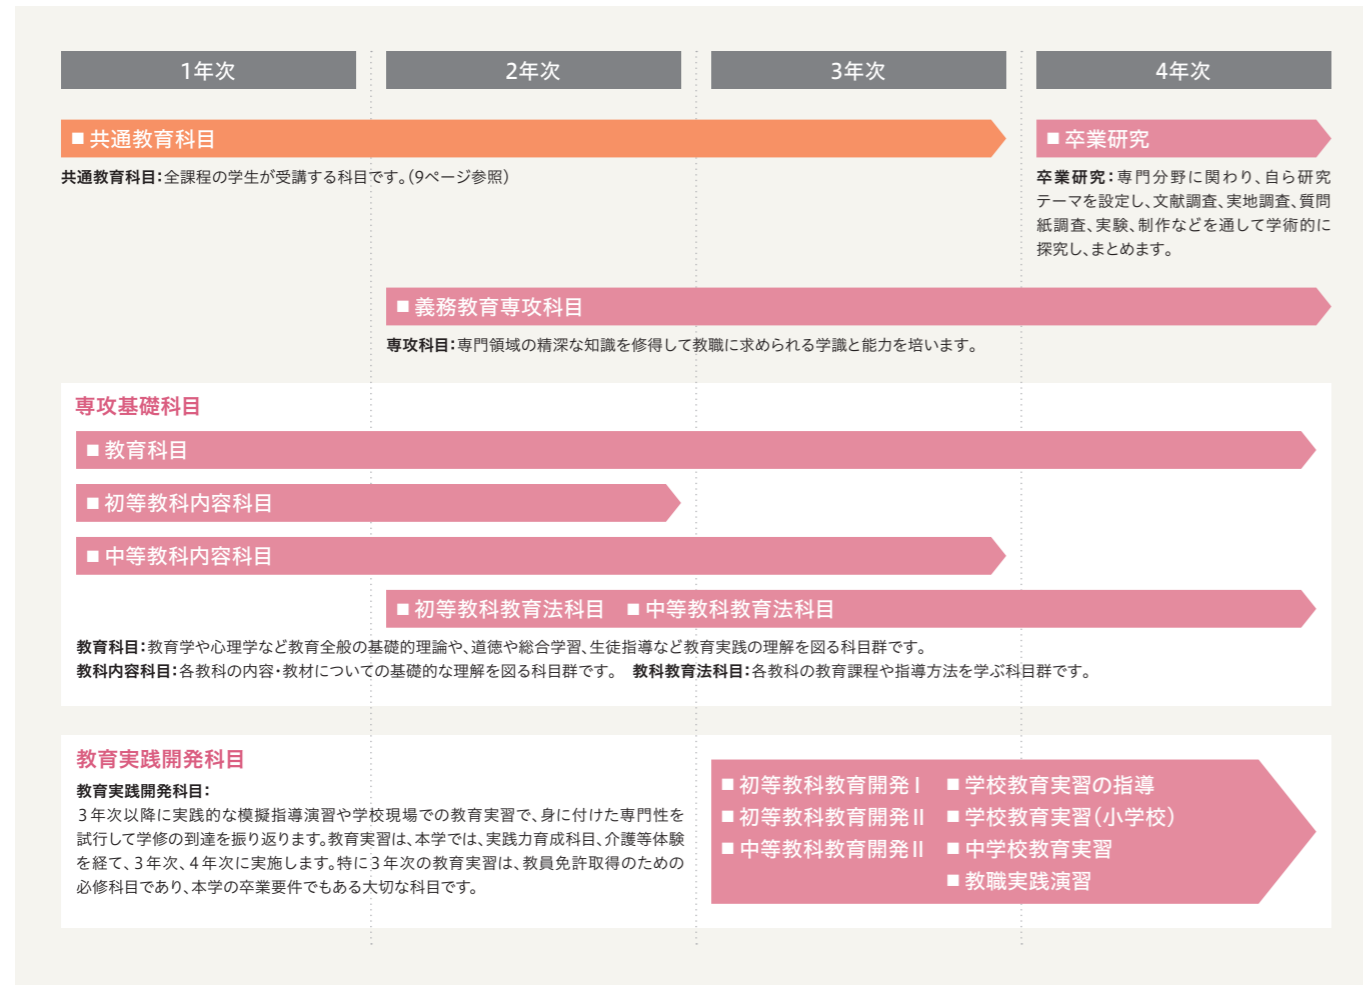 1年次
2年次
3年次
4年次
■ 共通教育科目
共通教育科目：全課程の学生が受講する科目です。（9ページ参照）
■ 卒業研究
卒業研究：専門分野に関わり、自ら研究
テーマを設定し、文献調査、実地調査、質問
紙調査、実験、制作などを通して学術的に
探究し、まとめます。
■ 義務教育専攻科目
専攻科目：専門領域の精深な知識を修得して教職に求められる学識と能力を培います。
専攻基礎科目
■ 教育科目
■ 初等教科内容科目
■ 中等教科内容科目
■ 初等教科教育法科目 ■ 中等教科教育法科目
教育科目：教育学や心理学など教育全般の基礎的理論や、道徳や総合学習、生徒指導など教育実践の理解を図る科目群です。
教科内容科目：各教科の内容・教材についての基礎的な理解を図る科目群です。 教科教育法科目：各教科の教育課程や指導方法を学ぶ科目群です。
教育実践開発科目
教育実践開発科目：
３年次以降に実践的な模擬指導演習や学校現場での教育実習で、身に付けた専門性を
試行して学修の到達を振り返ります。教育実習は、本学では、実践力育成科目、介護等体験
を経て、３年次、４年次に実施します。特に３年次の教育実習は、教員免許取得のための
必修科目であり、本学の卒業要件でもある大切な科目です。
■ 初等教科教育開発Ⅰ
■ 初等教科教育開発Ⅱ
■ 中等教科教育開発Ⅱ
■ 学校教育実習の指導
■ 学校教育実習（小学校）
■ 中学校教育実習
■ 教職実践演習